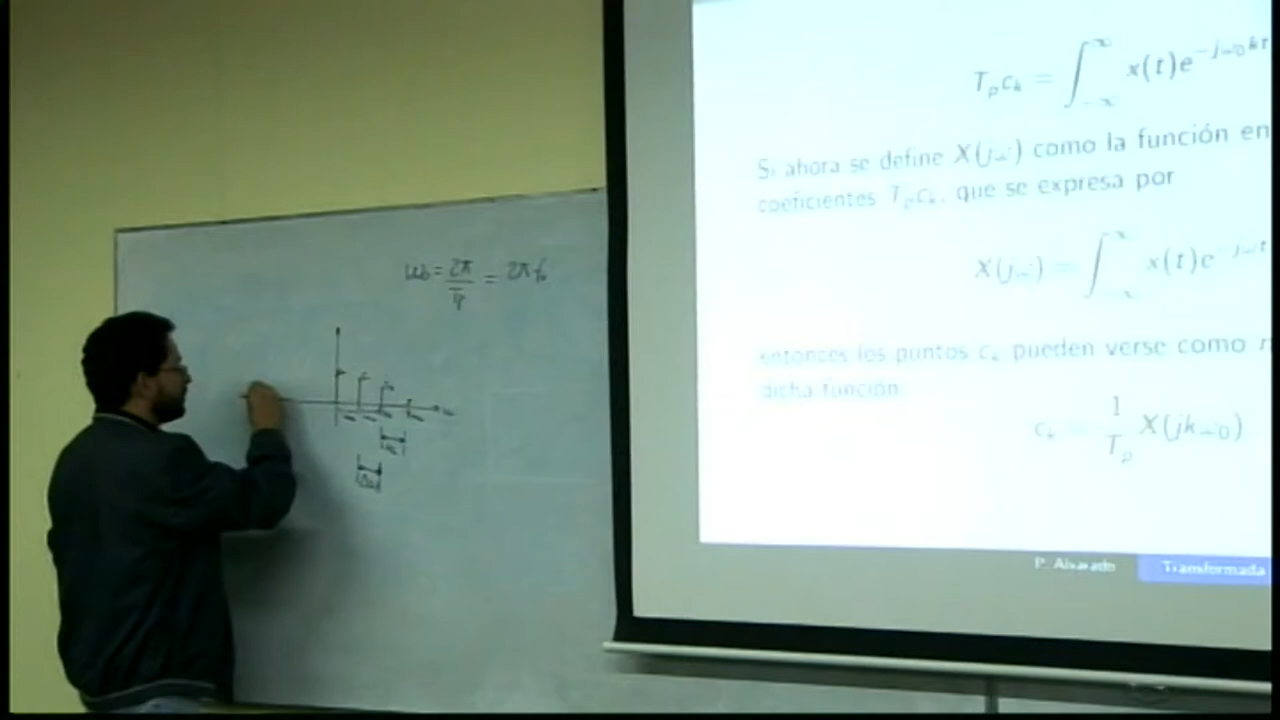 ω₀ = 2π/Tp = 2πf₀
T_p c_k = ∫_{-∞}^{∞} x(t)e^{-jω₀kt
Si ahora se define X(jω) como la función en
coeficientes T_p c_k, que se expresa por
X(jω) = ∫_{-∞}^{∞} x(t)e^{-jωt
entonces los puntos c_k pueden verse como
dicha función:
c_k = 1/T_p X(jkω₀)
P. Alvarado Transformada